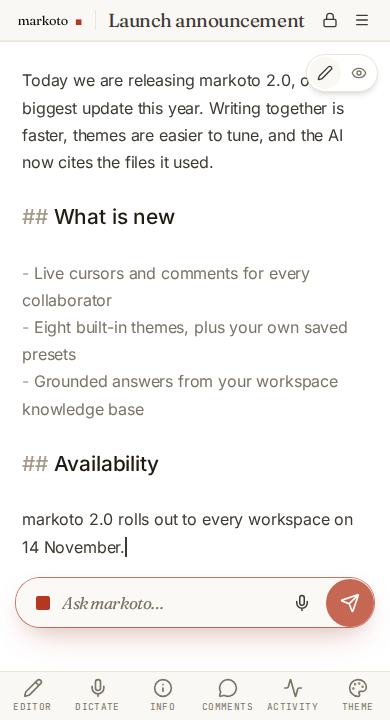 markoto
Launch announcement
Today we are releasing markoto 2.0,
biggest update this year. Writing together is
faster, themes are easier to tune, and the AI
now cites the files it used.
## What is new
- Live cursors and comments for every
collaborator
- Eight built-in themes, plus your own saved
presets
- Grounded answers from your workspace
knowledge base
## Availability
markoto 2.0 rolls out to every workspace on
14 November.
Ask markoto...
EDITOR
DICTATE
INFO
COMMENTS
ACTIVITY
THEME